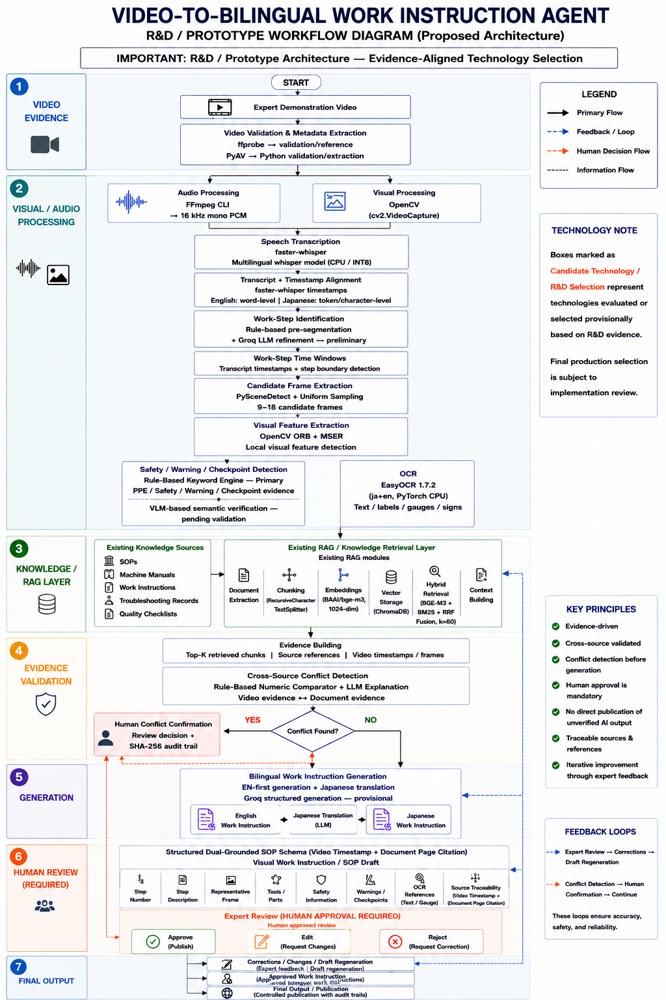 VIDEO-TO-BILINGUAL WORK INSTRUCTION AGENT
R&D / PROTOTYPE WORKFLOW DIAGRAM (Proposed Architecture)
IMPORTANT: R&D / Prototype Architecture — Evidence-Aligned Technology Selection
1
VIDEO
EVIDENCE
START
Expert Demonstration Video
Video Validation & Metadata Extraction
ffprobe → validation/reference
PyAV → Python validation/extraction
LEGEND
Primary Flow
Feedback / Loop
Human Decision Flow
Information Flow
2
VISUAL / AUDIO
PROCESSING
Audio Processing
FFmpeg CLI
→ 16 kHz mono PCM
Visual Processing
OpenCV
(cv2.VideoCapture)
Speech Transcription
faster-whisper
Multilingual whisper model (CPU / INT8)
Transcript + Timestamp Alignment
faster-whisper timestamps
English: word-level | Japanese: token/character-level
Work-Step Identification
Rule-based pre-segmentation
+ Groq LLM refinement — preliminary
Work-Step Time Windows
Transcript timestamps + step boundary detection
Candidate Frame Extraction
PySceneDetect + Uniform Sampling
9–18 candidate frames
Visual Feature Extraction
OpenCV ORB + MSER
Local visual feature detection
Safety / Warning / Checkpoint Detection
Rule-Based Keyword Engine — Primary
PPE / Safety / Warning / Checkpoint evidence
VLM-based semantic verification —
pending validation
OCR
EasyOCR 1.7.2
(ja+en, PyTorch CPU)
Text / labels / gauges / signs
TECHNOLOGY NOTE
Boxes marked as
Candidate Technology /
R&D Selection represent
technologies evaluated or
selected provisionally
based on R&D evidence.
Final production selection
is subject to
implementation review.
3
KNOWLEDGE /
RAG LAYER
Existing Knowledge Sources
SOPs
Machine Manuals
Work Instructions
Troubleshooting Records
Quality Checklists
Existing RAG / Knowledge Retrieval Layer
Existing RAG modules
Document
Extraction
Chunking
(RecursiveCharacter
TextSplitter)
Embeddings
(BAAI/bge-m3,
1024-dim)
Vector
Storage
(ChromaDB)
Hybrid
Retrieval
(BGE-M3 +
BM25 + RRF
Fusion, k=60)
Context
Building
4
EVIDENCE
VALIDATION
Evidence Building
Top-K retrieved chunks | Source references | Video timestamps / frames
Cross-Source Conflict Detection
Rule-Based Numeric Comparator + LLM Explanation
Video evidence ↔ Document evidence
YES
NO
Conflict Found?
Human Conflict Confirmation
Review decision +
SHA-256 audit trail
KEY PRINCIPLES
Evidence-driven
Cross-source validated
Conflict detection before
generation
Human approval is
mandatory
No direct publication of
unverified AI output
Traceable sources &
references
Iterative improvement
through expert feedback
5
GENERATION
Bilingual Work Instruction Generation
EN-first generation + Japanese translation
Groq structured generation — provisional
English
Work Instruction
Japanese Translation
(LLM)
Japanese
Work Instruction
6
HUMAN REVIEW
(REQUIRED)
Structured Dual-Grounded SOP Schema (Video Timestamp + Document Page Citation)
Visual Work Instruction / SOP Draft
Step
Number
Step
Description
Representative
Frame
Tools /
Parts
Safety
Information
Warnings /
Checkpoints
OCR
References
(Text / Gauge)
Source Traceability
(Video Timestamp +
(Document Page Citation)
Expert Review (HUMAN APPROVAL REQUIRED)
Human approved review
Approve
(Publish)
Edit
(Request Changes)
Reject
(Request Correction)
FEEDBACK LOOPS
Expert Review → Corrections →
Draft Regeneration
Conflict Detection → Human
Confirmation → Continue
These loops ensure accuracy,
safety, and reliability.
7
FINAL OUTPUT
Corrections / Changes / Draft Regeneration
(Expert feedback | Draft regeneration)
Approved Work Instruction
Final Output / Publication
(Controlled publication with audit trails)